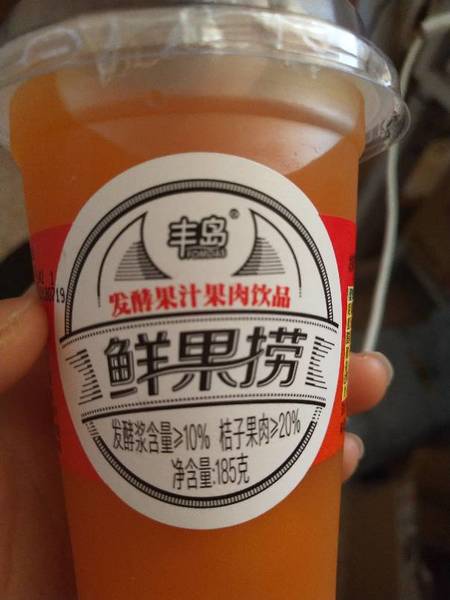 丰岛®
发酵果汁果肉饮品
鲜果捞
发酵浆含量≥10% 桔子果肉≥20%
净含量:185克